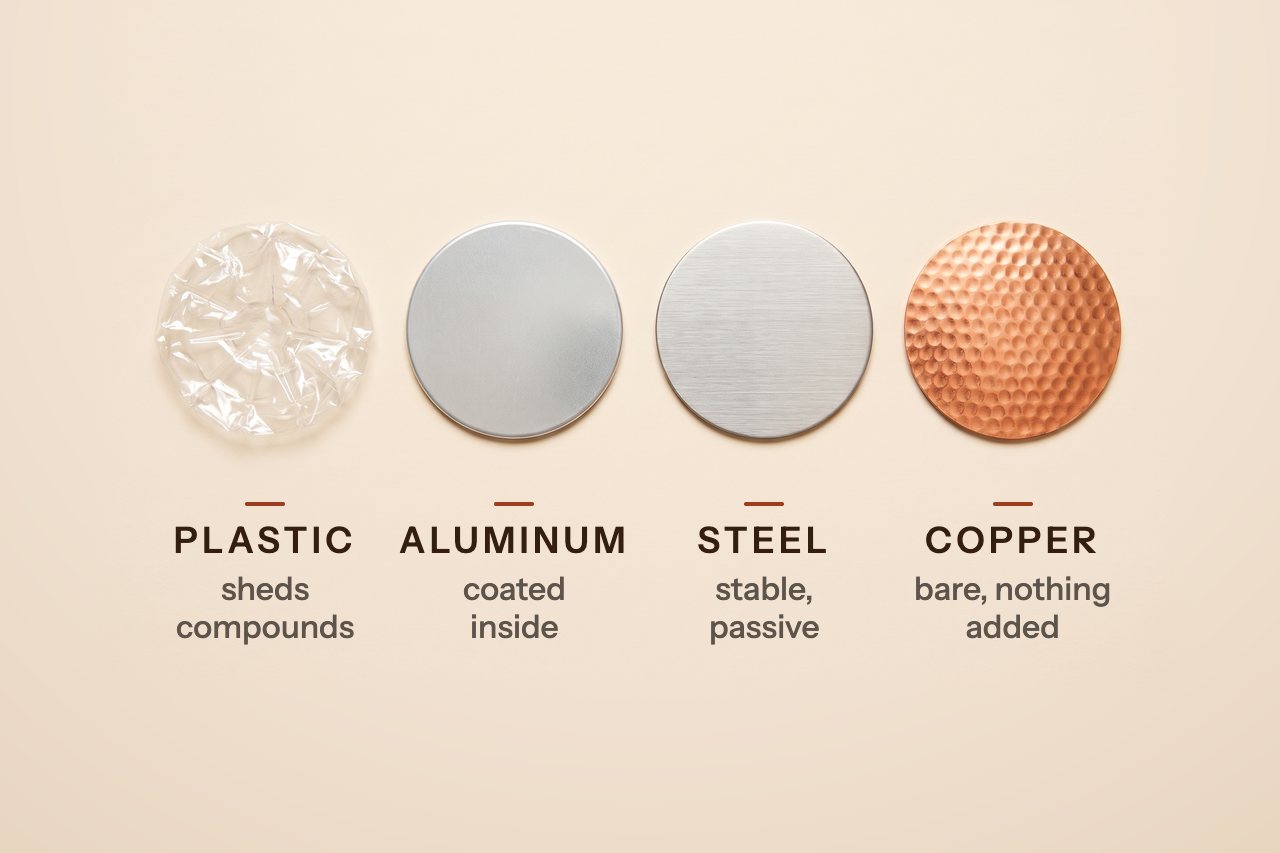 PLASTIC
sheds
compounds
ALUMINUM
coated
inside
STEEL
stable,
passive
COPPER
bare, nothing
added